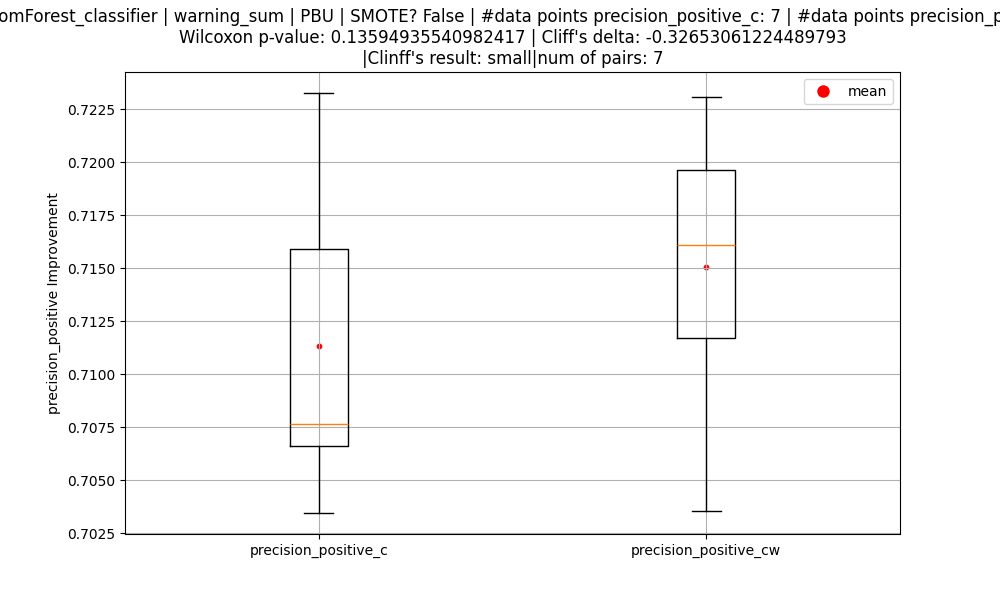 omForest_classifier | warning_sum | PBU | SMOTE? False | #data points precision_positive_c: 7 | #data points precision_p
Wilcoxon p-value: 0.13594935540982417 | Cliff's delta: -0.32653061224489793
|Clinff's result: small|num of pairs: 7
mean
0.7225
0.7200
0.7175
0.7150
0.7125
0.7100
0.7075
0.7050
0.7025
precision_positive Improvement
precision_positive_c
precision_positive_cw